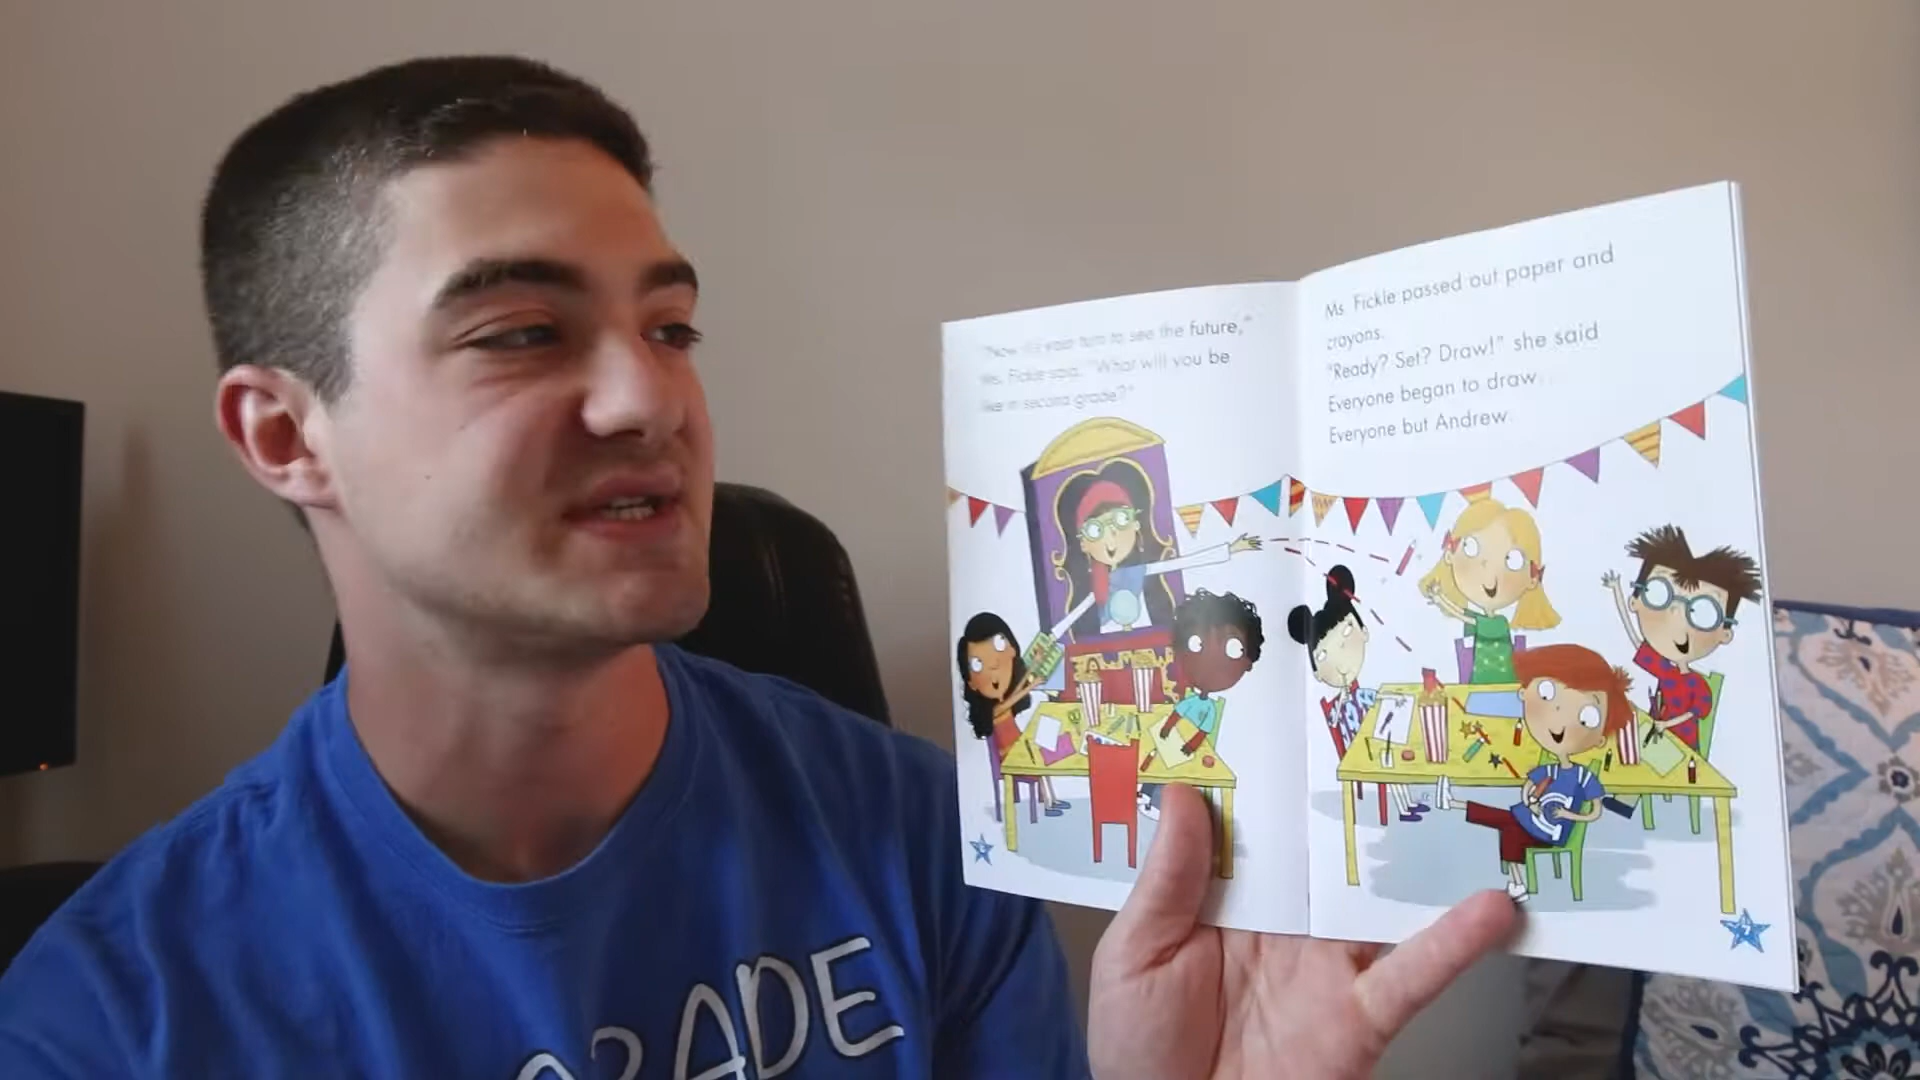 "Now it's your turn to see the future,"
Ms. Fickle said. "What will you be
like in second grade?"
Ms. Fickle passed out paper and
crayons.
"Ready? Set? Draw!" she said
Everyone began to draw...
Everyone but Andrew.
7
GRADE